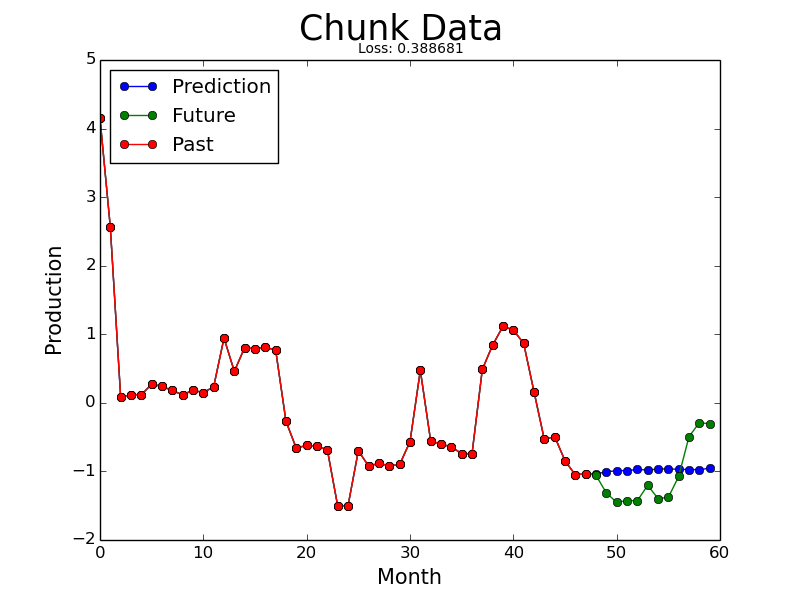 Chunk Data
Loss: 0.388681
Prediction
Future
Past
5
4
3
2
1
0
−1
−2
Production
0 10 20 30 40 50 60
Month